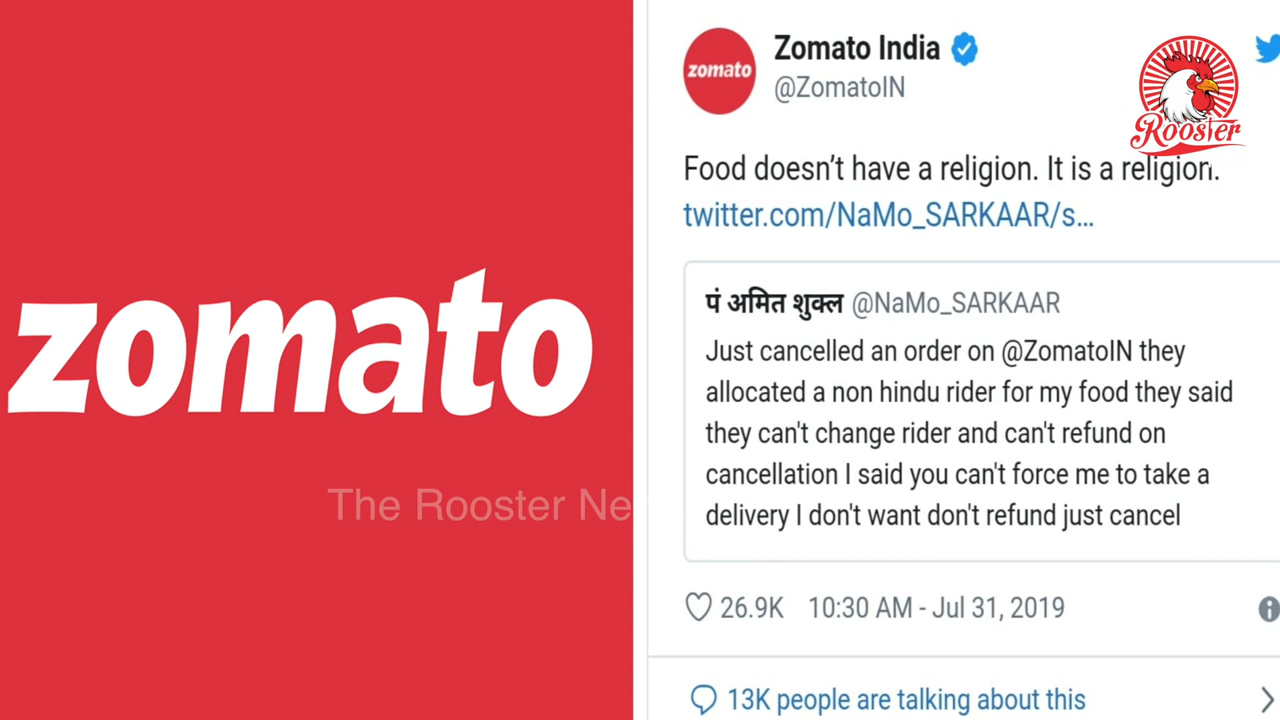 zomato
The Rooster Ne
zomato
Zomato India
@ZomatoIN
Rooster
Food doesn’t have a religion. It is a religion.
twitter.com/NaMo_SARKAAR/s…
पं अमित शुक्ल @NaMo_SARKAAR
Just cancelled an order on @ZomatoIN they
allocated a non hindu rider for my food they said
they can't change rider and can't refund on
cancellation I said you can't force me to take a
delivery I don't want don't refund just cancel
26.9K 10:30 AM - Jul 31, 2019
13K people are talking about this